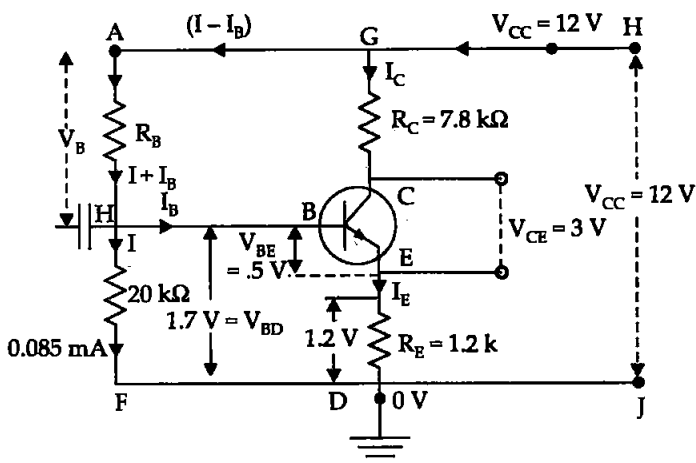 (I – I_B)
V_CC = 12 V
H
A
G
I_C
R_C = 7.8 kΩ
V_B
R_B
I + I_B
H
I_B
B
C
V_CC = 12 V
V_CE = 3 V
V_BE
= .5 V
E
I
I_E
20 kΩ
1.7 V = V_BD
1.2 V
R_E = 1.2 k
0.085 mA
F
D
0 V
J